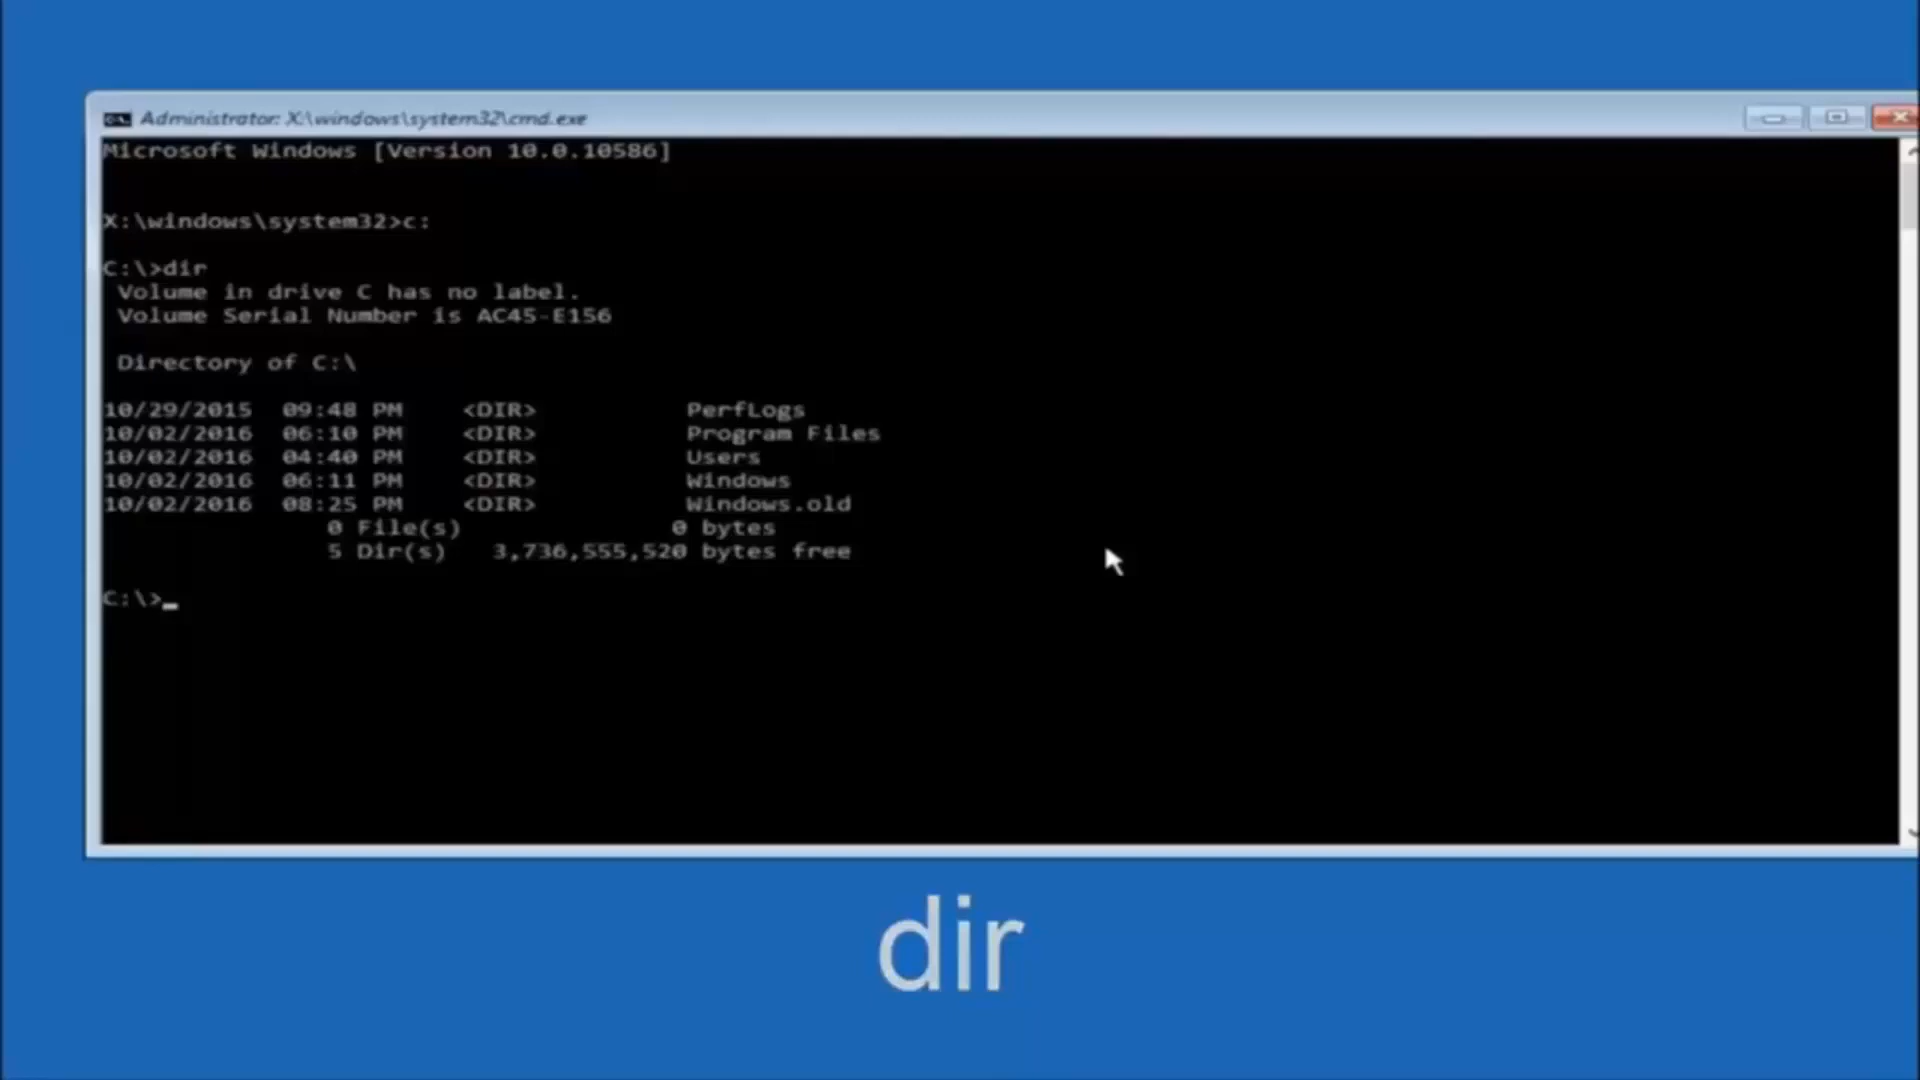 Administrator: X:\windows\system32\cmd.exe
Microsoft Windows [Version 10.0.10586]
X:\windows\system32>c:
C:\>dir
Volume in drive C has no label.
Volume Serial Number is AC45-E156
Directory of C:\
10/29/2015 09:48 PM <DIR> PerfLogs
10/02/2016 06:10 PM <DIR> Program Files
10/02/2016 04:40 PM <DIR> Users
10/02/2016 06:11 PM <DIR> Windows
10/02/2016 08:25 PM <DIR> Windows.old
0 File(s) 0 bytes
5 Dir(s) 3,736,555,520 bytes free
C:\>_
dir